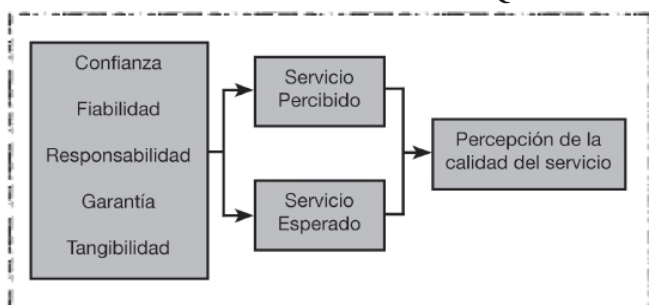 Confianza
Fiabilidad
Responsabilidad
Garantía
Tangibilidad
Servicio
Percibido
Servicio
Esperado
Percepción de la
calidad del servicio